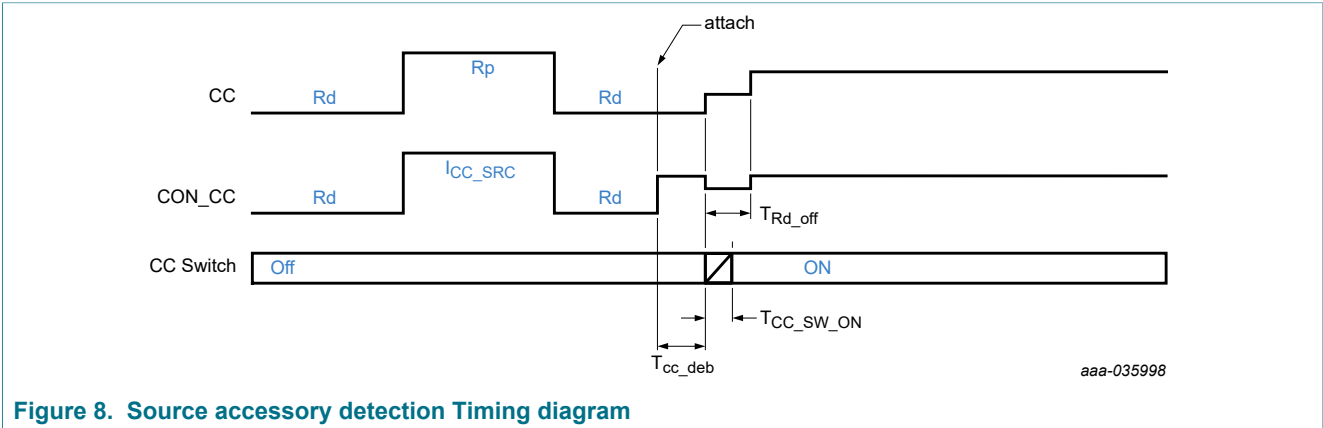 attach
CC Rd Rp Rd
CON_CC Rd ICC_SRC Rd
TRd_off
CC Switch Off ON
TCC_SW_ON
Tcc_deb
aaa-035998
Figure 8. Source accessory detection Timing diagram